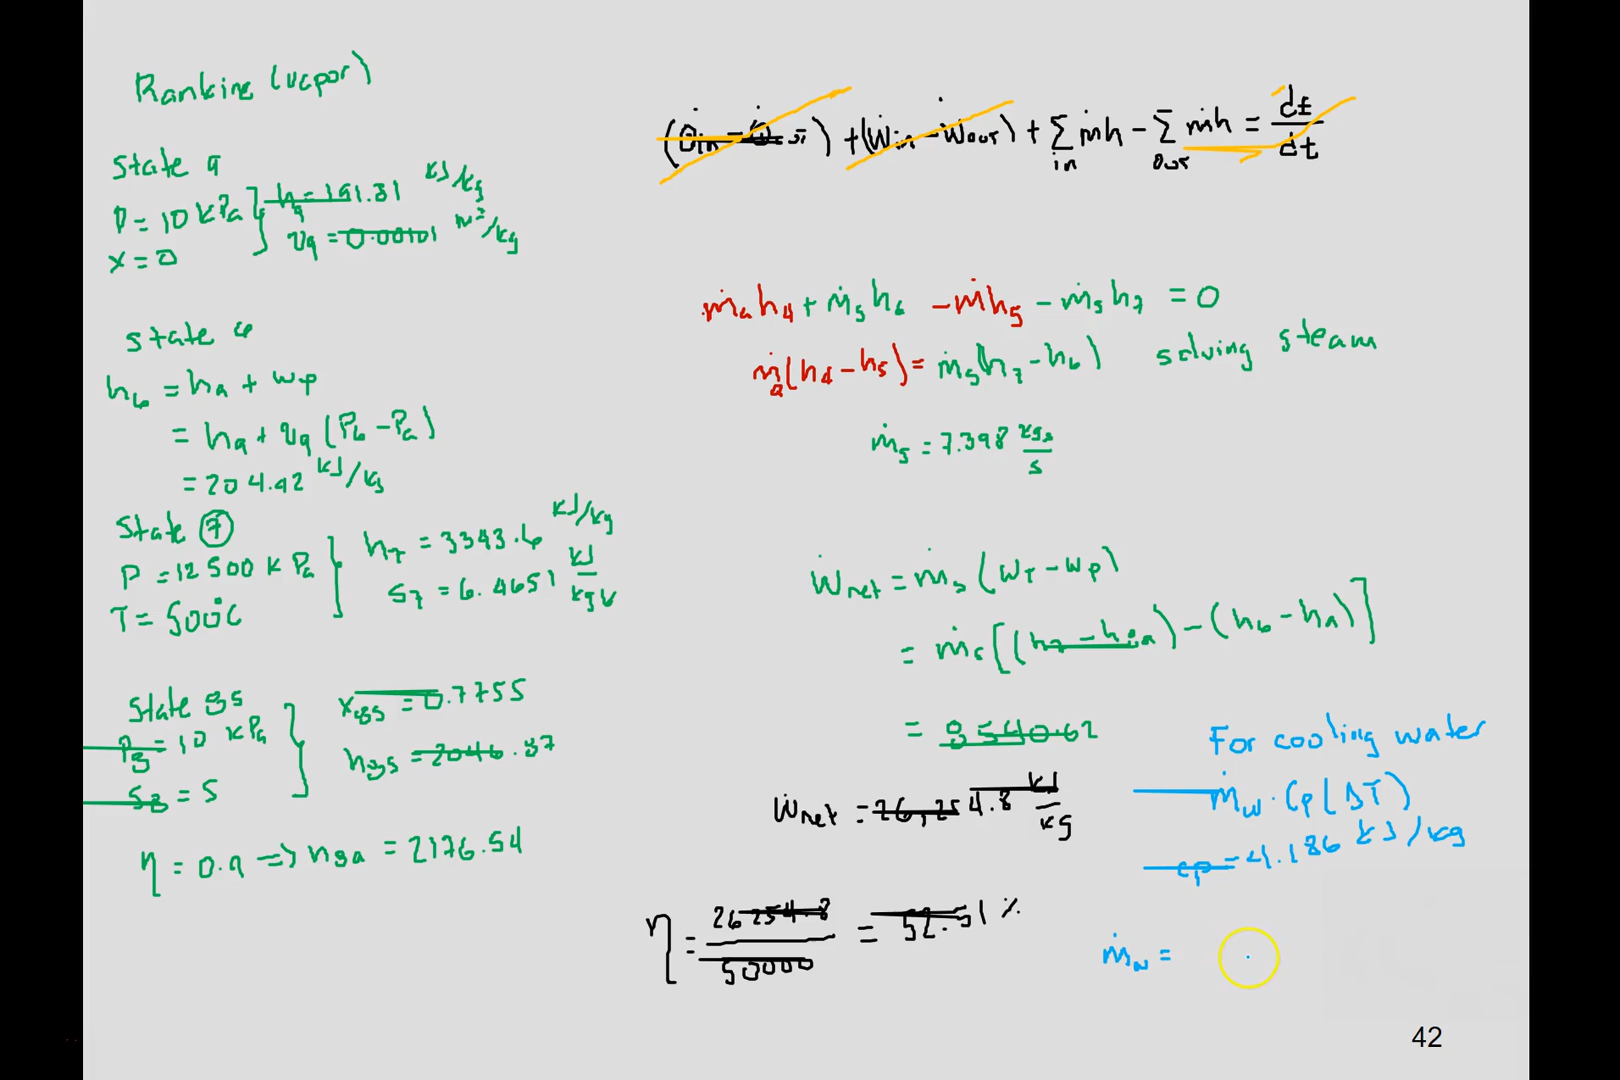 Rankine (vapor)
State 9
P = 10 kPa
h9 = 191.81 kJ/kg
x = 0
v9 = 0.00101 m³/kg
state 6
h6 = h9 + wp
= h9 + v9 (P6 - P9)
= 204.42 kJ/kg
State 7
P = 12500 kPa
T = 500°C
h7 = 3343.6 kJ/kg
s7 = 6.4651 kJ/kg K
State 8s
P8 = 10 kPa
s8 = s
x8s = 0.7755
h8s = 2046.87
η = 0.9 => h8a = 2176.54
(Q̇in - Q̇out) + (Ẇin - Ẇout) + Σin ṁh - Σout ṁh = dE/dt
ṁa h4 + ṁs h6 - ṁ h5 - ṁs h7 = 0
ṁa (h4 - h5) = ṁs (h7 - h6) solving steam
ṁs = 7.398 kgs/s
Ẇnet = ṁs (wT - wp)
= ṁs [(h7 - h8a) - (h6 - h9)]
= 8540.62
Ẇnet = 26,254.8 kJ/kg
η = 26254.8/50000 = 52.51 %
For cooling water
ṁw · Cp (ΔT)
cp = 4.186 kJ/kg
ṁw =
42